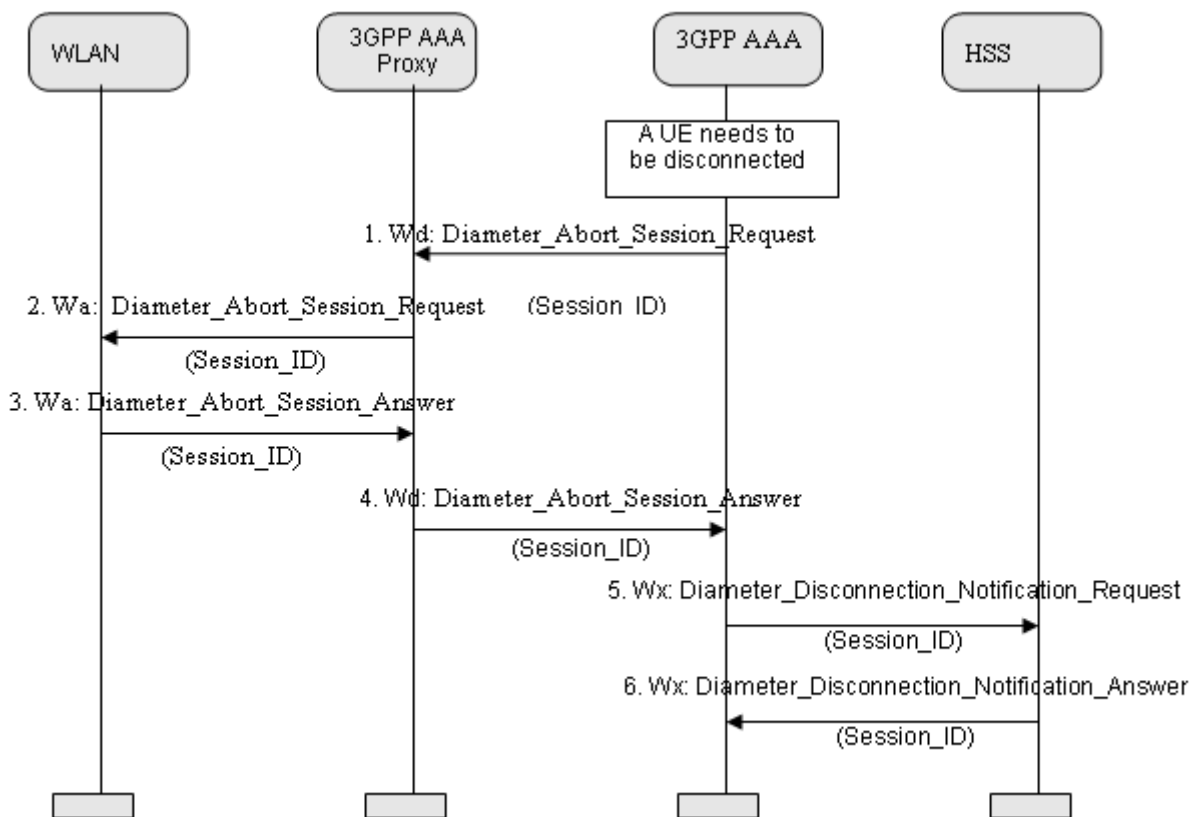 WLAN
3GPP AAA
Proxy
3GPP AAA
HSS
A UE needs to
be disconnected
1. Wd: Diameter_Abort_Session_Request
2. Wa: Diameter_Abort_Session_Request (Session_ID)
(Session_ID)
3. Wa: Diameter_Abort_Session_Answer
(Session_ID)
4. Wd: Diameter_Abort_Session_Answer
(Session_ID)
5. Wx: Diameter_Disconnection_Notification_Request
(Session_ID)
6. Wx: Diameter_Disconnection_Notification_Answer
(Session_ID)